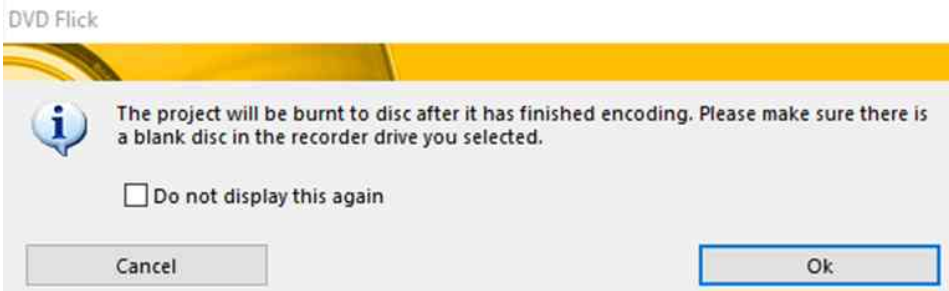 DVD Flick
The project will be burnt to disc after it has finished encoding. Please make sure there is
a blank disc in the recorder drive you selected.
Do not display this again
Cancel
Ok